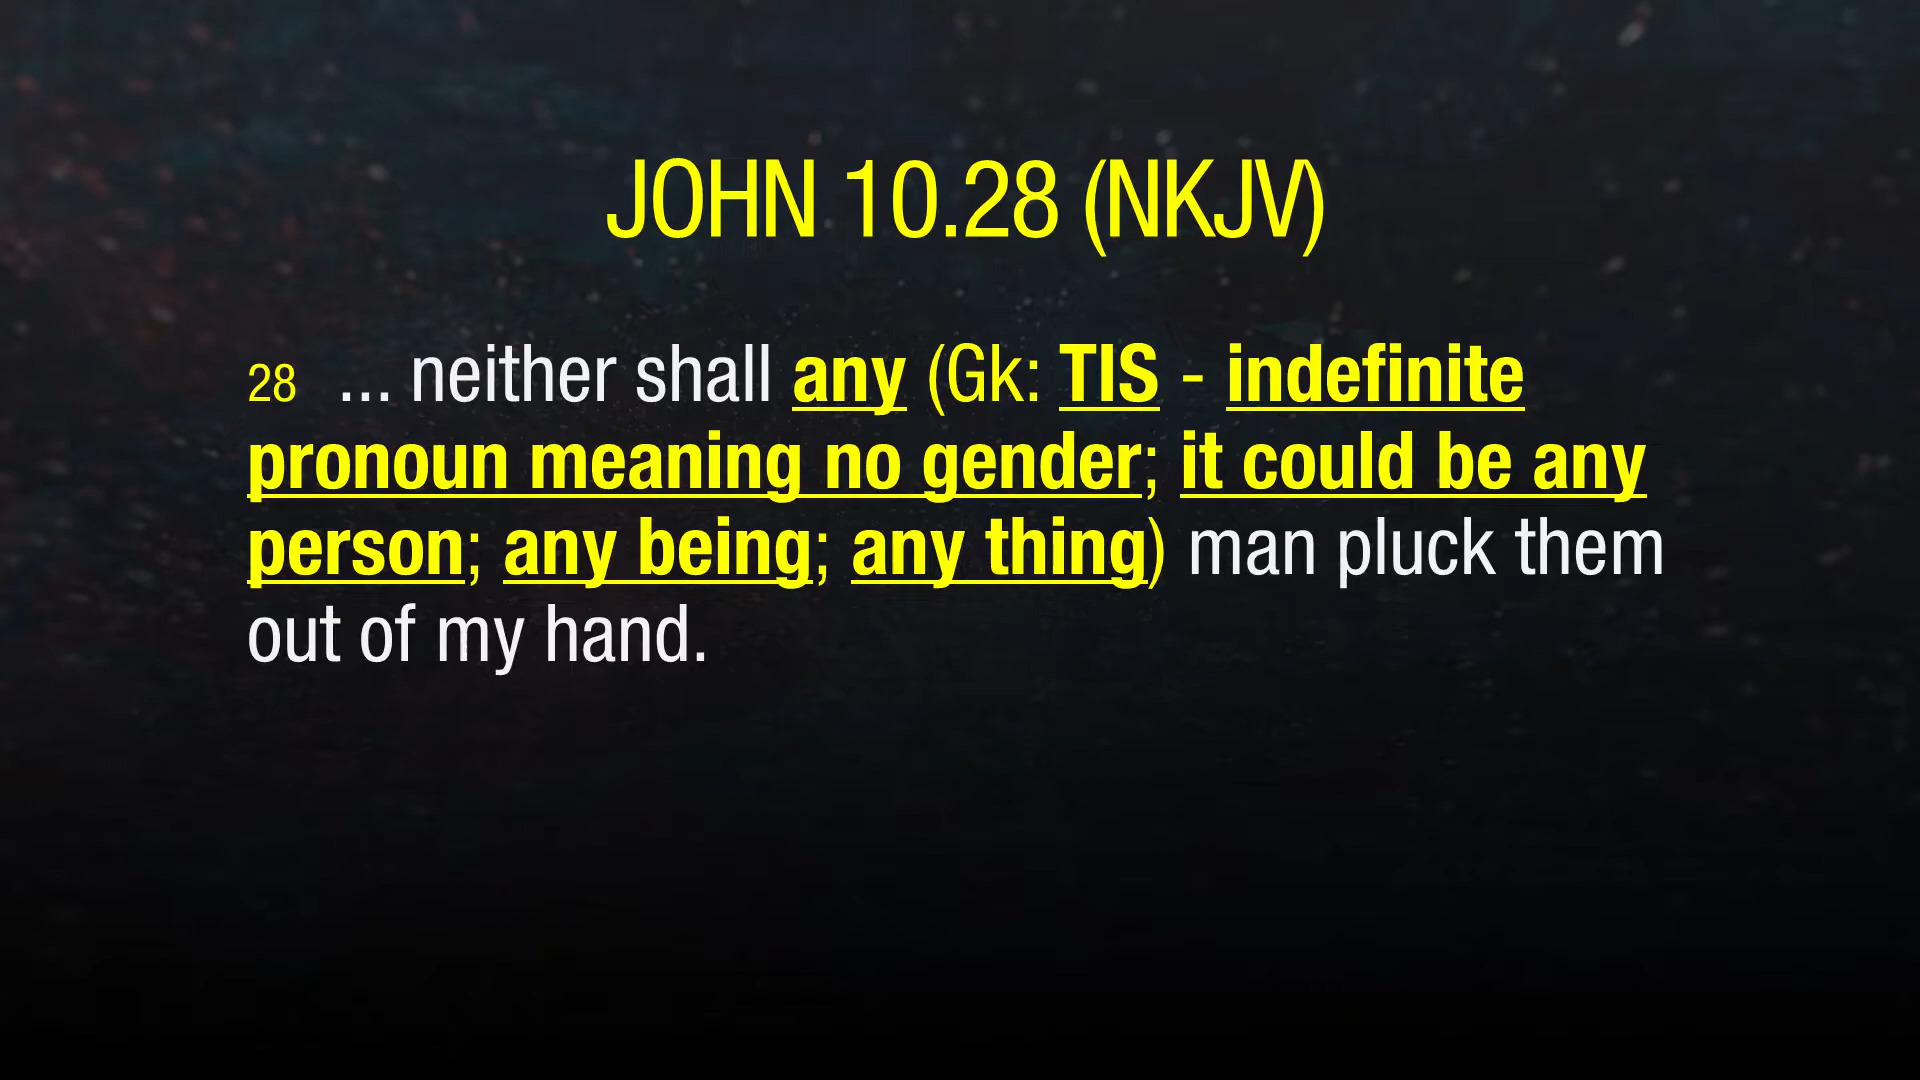 JOHN 10.28 (NKJV)
28 ... neither shall any (Gk: TIS - indefinite
pronoun meaning no gender; it could be any
person; any being; any thing) man pluck them
out of my hand.